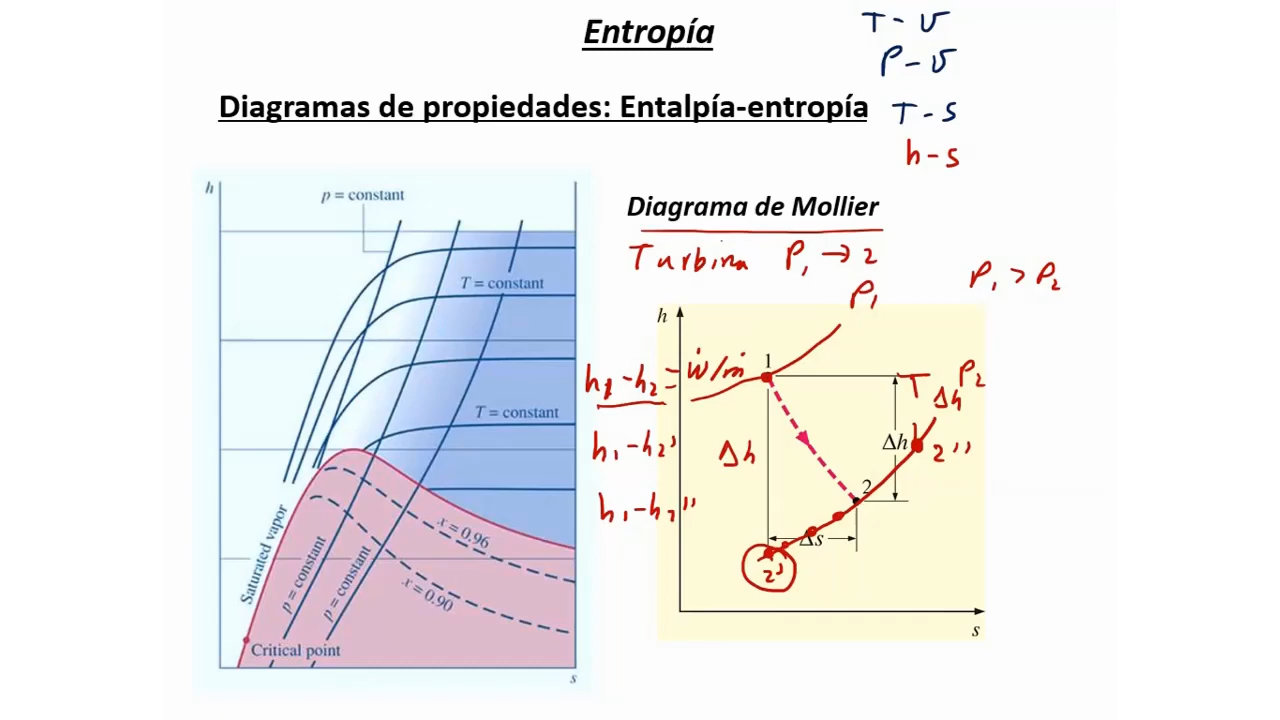 Entropía
T - v
P - v
Diagramas de propiedades: Entalpía-entropía
T - s
h - s
h
p = constant
T = constant
T = constant
Saturated vapor
x = 0.96
x = 0.90
p = constant
p = constant
Critical point
s
Diagrama de Mollier
Turbina P₁ → 2
P₁ > P₂
P₁
h
1
h₁ - h₂ = ẇ/ṁ
P₂
Δh
h₁ - h₂'
Δh
Δh
2''
2
h₁ - h₂''
Δs
2'
s